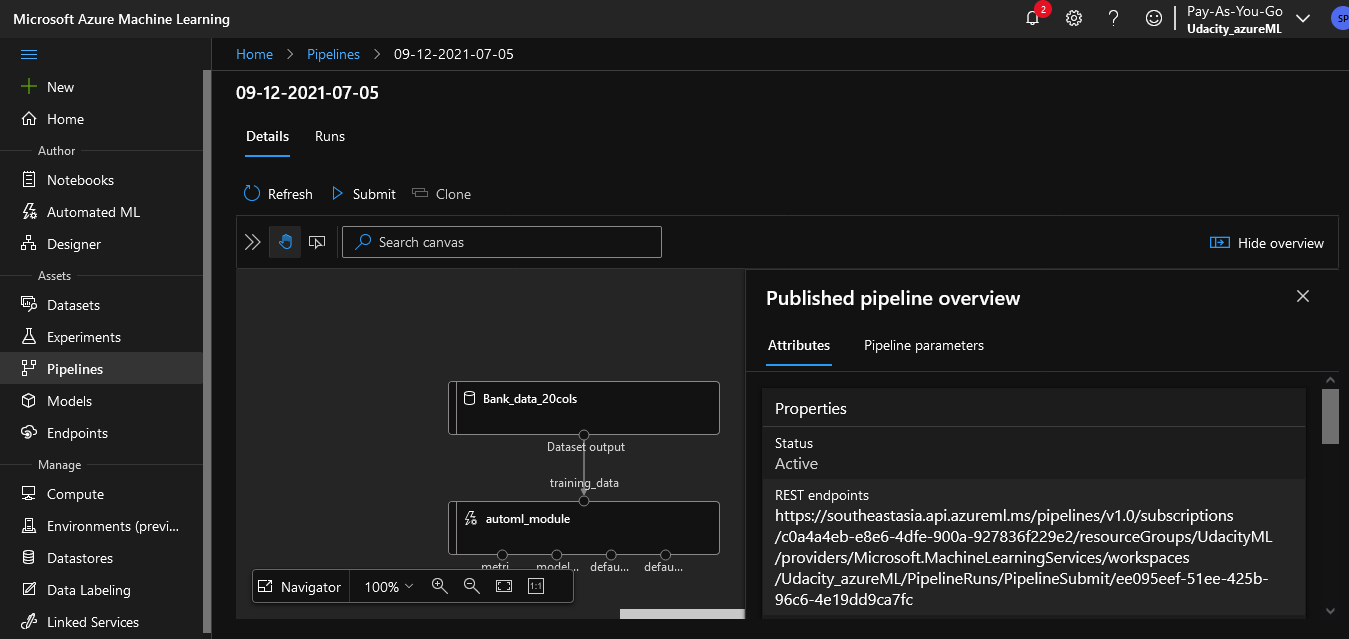 Microsoft Azure Machine Learning
2
Pay-As-You-Go
Udacity_azureML
SP
Home
Pipelines
09-12-2021-07-05
New
Home
Author
Notebooks
Automated ML
Designer
Assets
Datasets
Experiments
Pipelines
Models
Endpoints
Manage
Compute
Environments (previ...
Datastores
Data Labeling
Linked Services
09-12-2021-07-05
Details
Runs
Refresh
Submit
Clone
Search canvas
Hide overview
Bank_data_20cols
Dataset output
training_data
automl_module
metri...
model...
defau...
defau...
Navigator
100%
1:1
Published pipeline overview
Attributes
Pipeline parameters
Properties
Status
Active
REST endpoints
https://southeastasia.api.azureml.ms/pipelines/v1.0/subscriptions
/c0a4a4eb-e8e6-4dfe-900a-927836f229e2/resourceGroups/UdacityML
/providers/Microsoft.MachineLearningServices/workspaces
/Udacity_azureML/PipelineRuns/PipelineSubmit/ee095eef-51ee-425b-
96c6-4e19dd9ca7fc